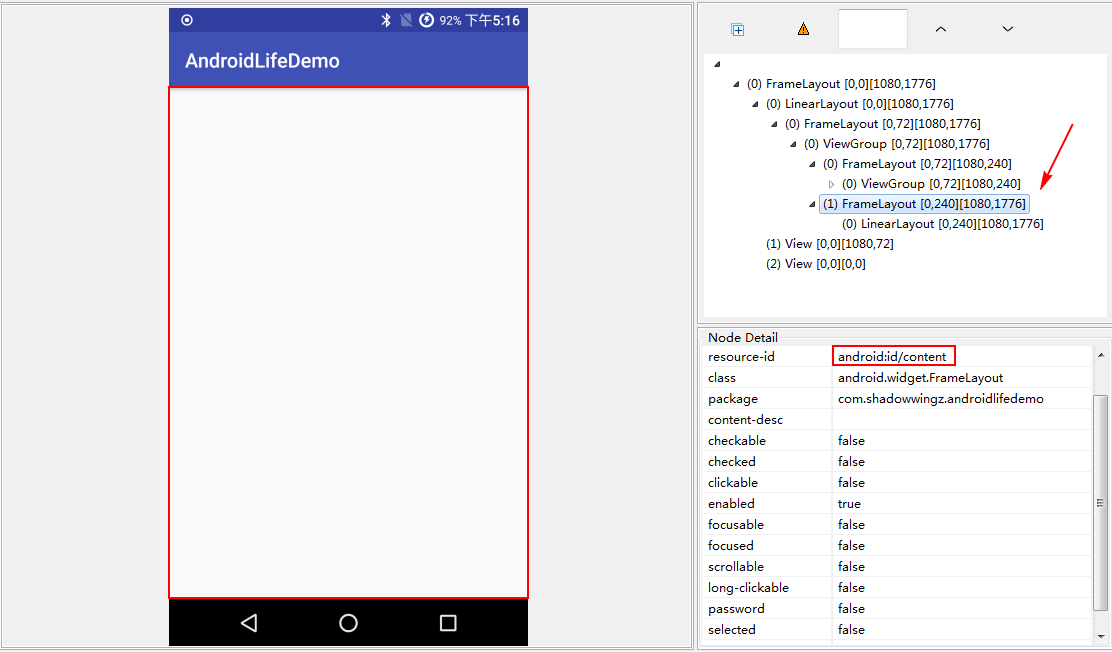 92% 下午5:16
AndroidLifeDemo
(0) FrameLayout [0,0][1080,1776]
(0) LinearLayout [0,0][1080,1776]
(0) FrameLayout [0,72][1080,1776]
(0) ViewGroup [0,72][1080,1776]
(0) FrameLayout [0,72][1080,240]
(0) ViewGroup [0,72][1080,240]
(1) FrameLayout [0,240][1080,1776]
(0) LinearLayout [0,240][1080,1776]
(1) View [0,0][1080,72]
(2) View [0,0][0,0]
Node Detail
resource-id android:id/content
class android.widget.FrameLayout
package com.shadowwingz.androidlifedemo
content-desc
checkable false
checked false
clickable false
enabled true
focusable false
focused false
scrollable false
long-clickable false
password false
selected false